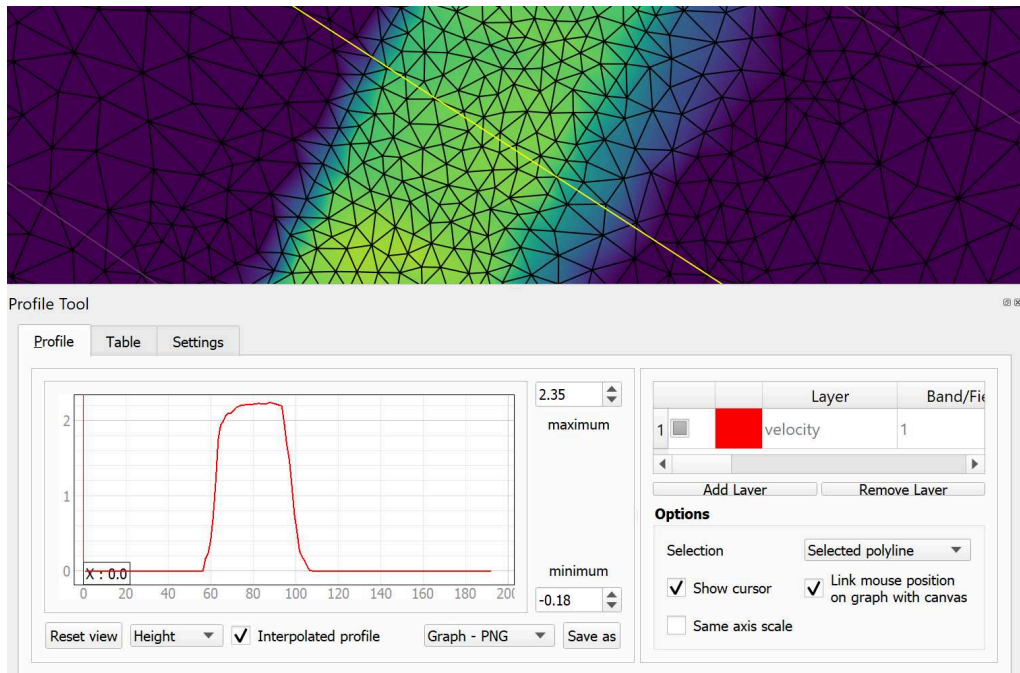 Profile Tool
Profile Table Settings
2.35
maximum
2
1
0
X : 0.0
0 20 40 60 80 100 120 140 160 180 200
minimum
-0.18
Reset view Height Interpolated profile Graph - PNG Save as
Layer Band/Fie
1 velocity 1
Add Layer Remove Layer
Options
Selection Selected polyline
Show cursor Link mouse position
on graph with canvas
Same axis scale